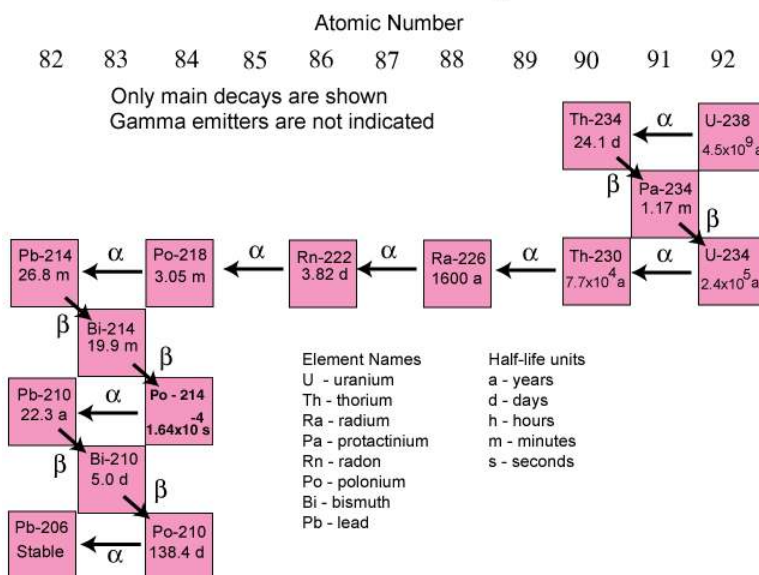 Atomic Number
82 83 84 85 86 87 88 89 90 91 92
Only main decays are shown
Gamma emitters are not indicated
Th-234
24.1 d
α
U-238
4.5x10⁹a
β
Pa-234
1.17 m
β
Pb-214
26.8 m
α
Po-218
3.05 m
α
Rn-222
3.82 d
α
Ra-226
1600 a
α
Th-230
7.7x10⁴a
α
U-234
2.4x10⁵a
β
Bi-214
19.9 m
β
Pb-210
22.3 a
α
Po - 214
-4
1.64x10 s
β
Bi-210
5.0 d
β
Pb-206
Stable
α
Po-210
138.4 d
Element Names
U - uranium
Th - thorium
Ra - radium
Pa - protactinium
Rn - radon
Po - polonium
Bi - bismuth
Pb - lead
Half-life units
a - years
d - days
h - hours
m - minutes
s - seconds